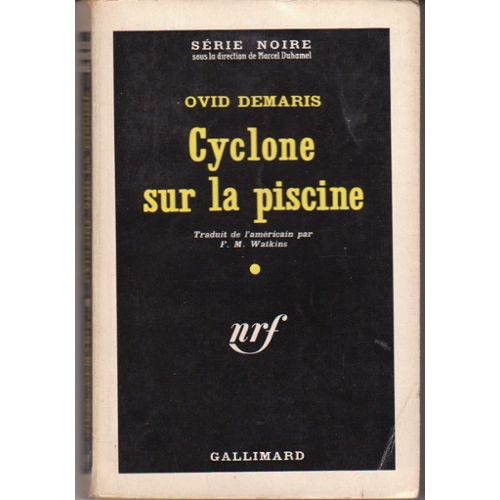 SÉRIE NOIRE
sous la direction de Marcel Duhamel
OVID DEMARIS
Cyclone
sur la piscine
Traduit de l'américain par
F. M. Watkins
nrf
GALLIMARD